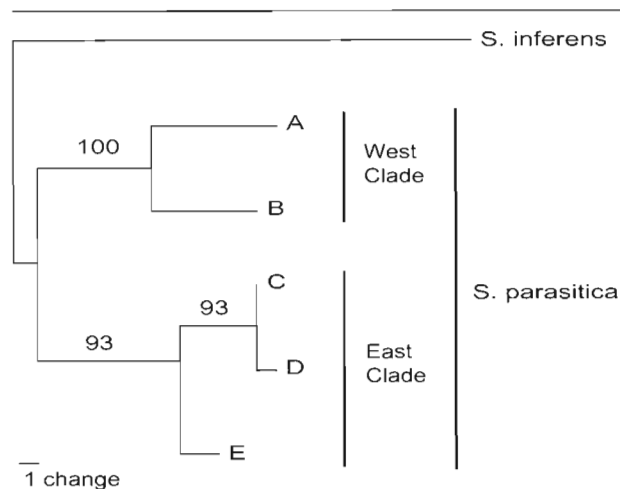 S. inferens
A
100
West
Clade
B
S. parasitica
C
93
93
East
Clade
D
E
1 change